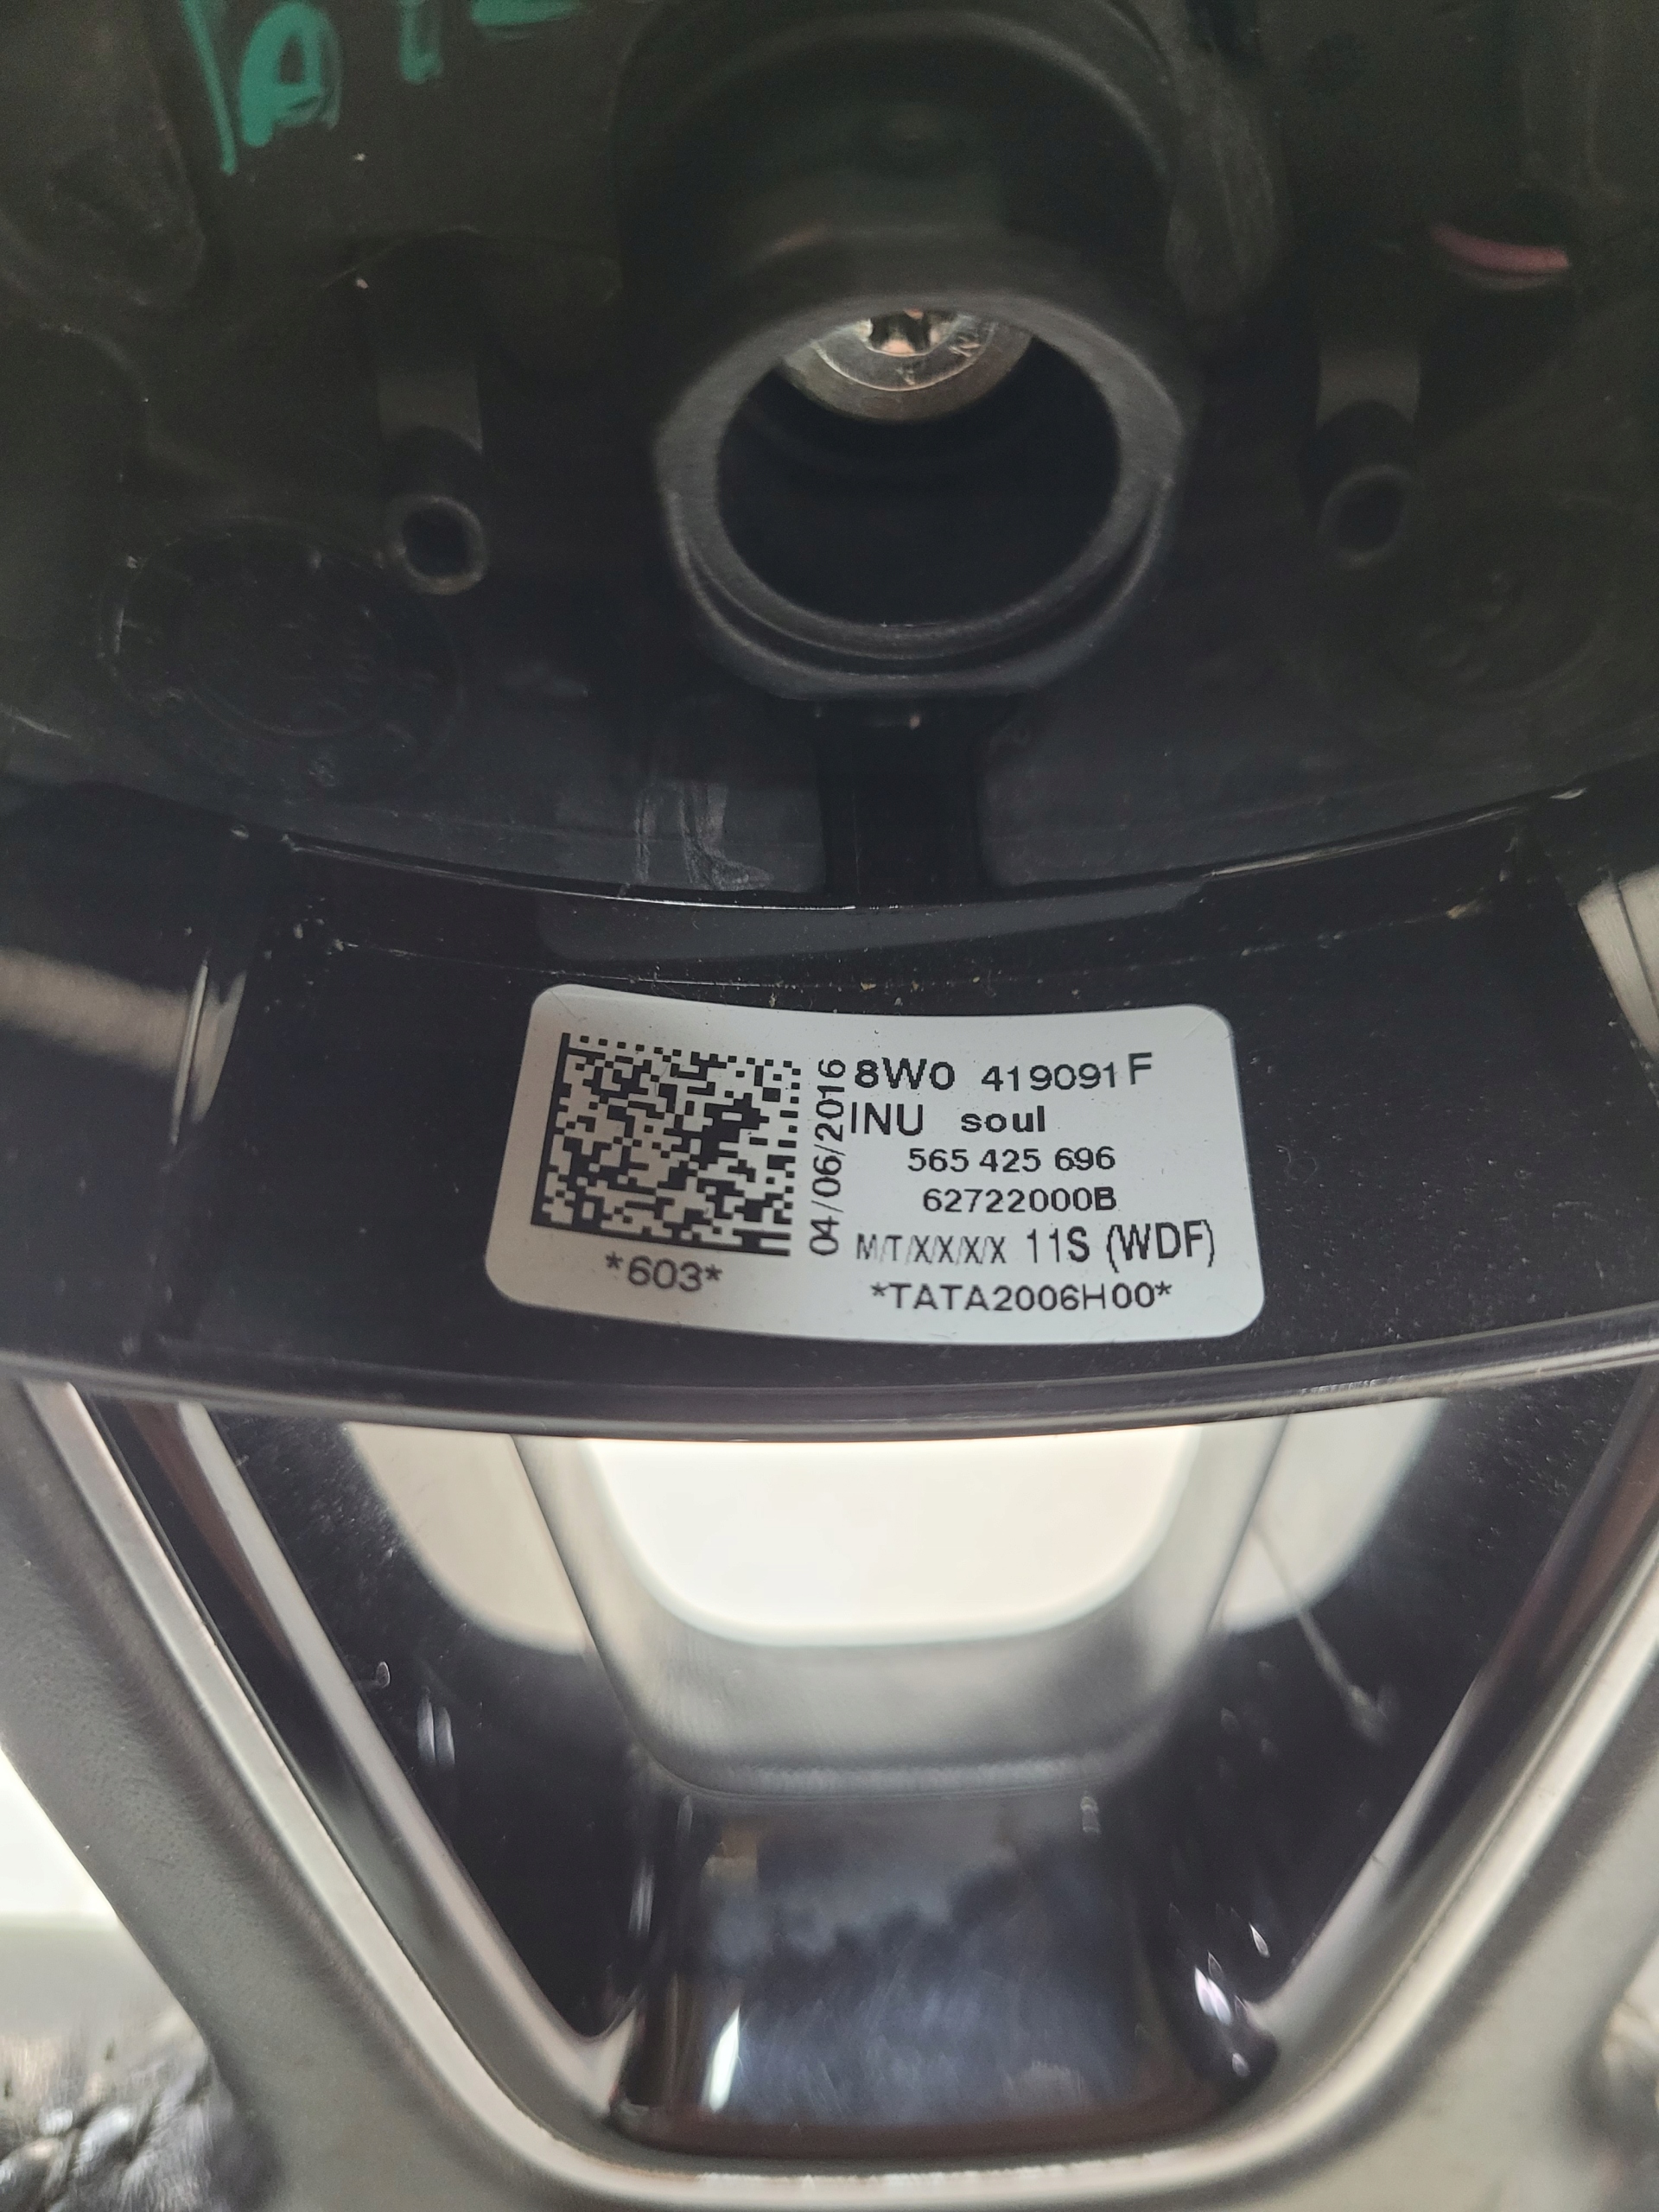 8W0 419091 F
INU soul
565 425 696
62722000B
M/T/X/X/X/X 11S (WDF)
*TATA2006H00*
04/06/2016
*603*